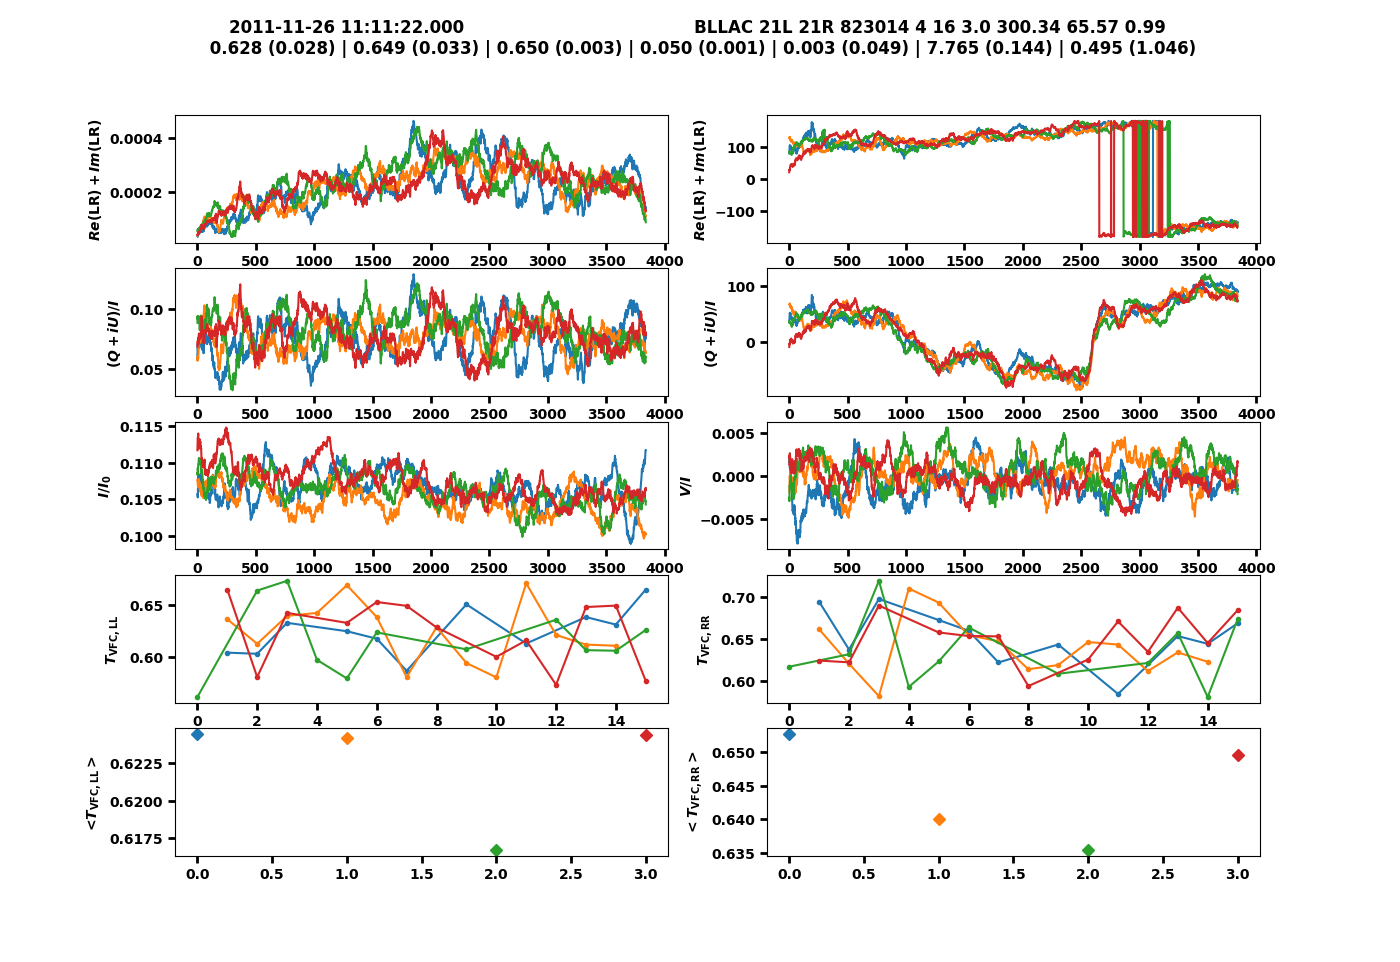 2011-11-26 11:11:22.000 BLLAC 21L 21R 823014 4 16 3.0 300.34 65.57 0.99
0.628 (0.028) | 0.649 (0.033) | 0.650 (0.003) | 0.050 (0.001) | 0.003 (0.049) | 7.765 (0.144) | 0.495 (1.046)
Re(LR) + Im(LR)
0.0004
0.0002
0 500 1000 1500 2000 2500 3000 3500 4000
Re(LR) + Im(LR)
100
0
−100
0 500 1000 1500 2000 2500 3000 3500 4000
(Q + iU)/I
0.10
0.05
0 500 1000 1500 2000 2500 3000 3500 4000
(Q + iU)/I
100
0
0 500 1000 1500 2000 2500 3000 3500 4000
I/I0
0.115
0.110
0.105
0.100
0 500 1000 1500 2000 2500 3000 3500 4000
V/I
0.005
0.000
−0.005
0 500 1000 1500 2000 2500 3000 3500 4000
TVFC, LL
0.65
0.60
0 2 4 6 8 10 12 14
TVFC, RR
0.70
0.65
0.60
0 2 4 6 8 10 12 14
<TVFC, LL >
0.6225
0.6200
0.6175
0.0 0.5 1.0 1.5 2.0 2.5 3.0
< TVFC, RR >
0.650
0.645
0.640
0.635
0.0 0.5 1.0 1.5 2.0 2.5 3.0